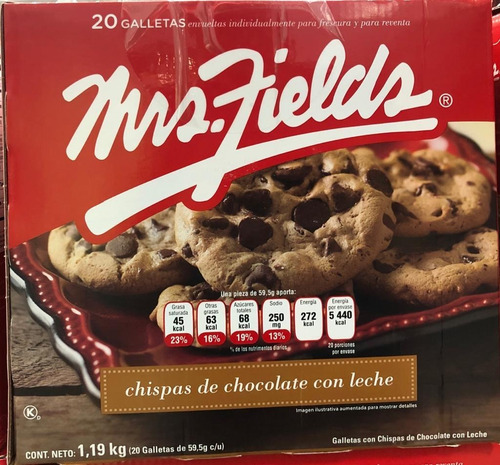 20 GALLETAS envueltas individualmente para frescura y para reventa
Mrs. Fields®
Una pieza de 59.5g aporta:
Grasa saturada 45 kcal 23%
Otras grasas 63 kcal 16%
Azúcares totales 68 kcal 19%
Sodio 250 mg 13%
Energía 272 kcal
Energía por envase 5 440 kcal
% de los nutrimentos diarios
20 porciones por envase
chispas de chocolate con leche
Imagen ilustrativa aumentada para mostrar detalles
K D
CONT. NETO: 1,19 kg (20 Galletas de 59,5g c/u)
Galletas con Chispas de Chocolate con Leche